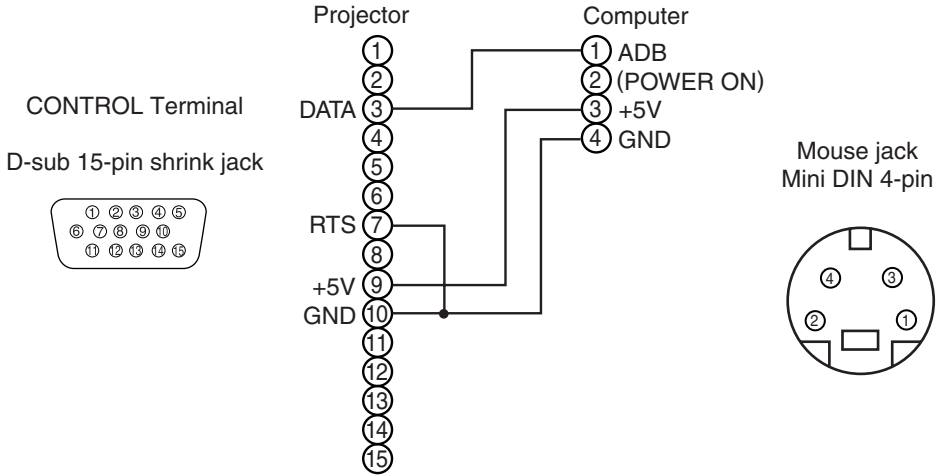 Projector
Computer
CONTROL Terminal
D-sub 15-pin shrink jack
1 2 3 4 5
6 7 8 9 10
11 12 13 14 15
1
2
DATA 3
4
5
6
RTS 7
8
+5V 9
GND 10
11
12
13
14
15
1 ADB
2 (POWER ON)
3 +5V
4 GND
Mouse jack
Mini DIN 4-pin
4 3
2 1